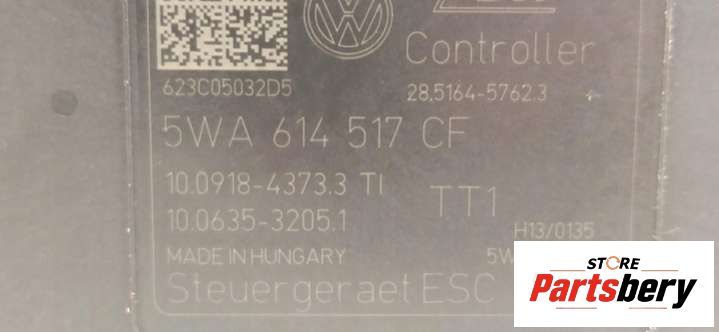 Controller
623C05032D5
28.5164-5762.3
5WA 614 517 CF
10.0918-4373.3 TI
TT1
10.0635-3205.1
H13/0135
MADE IN HUNGARY
5W
Steuergeraet ESC
STORE
Partsbery